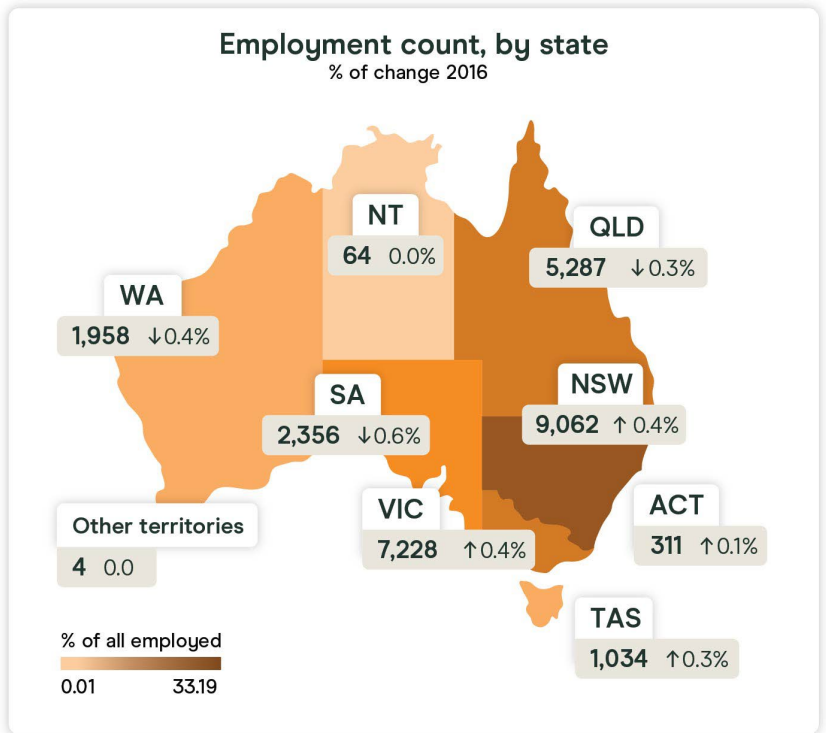 Employment count, by state
% of change 2016
NT
64 0.0%
QLD
5,287 ↓0.3%
WA
1,958 ↓0.4%
SA
2,356 ↓0.6%
NSW
9,062 ↑0.4%
VIC
7,228 ↑0.4%
ACT
311 ↑0.1%
Other territories
4 0.0
TAS
1,034 ↑0.3%
% of all employed
0.01 33.19